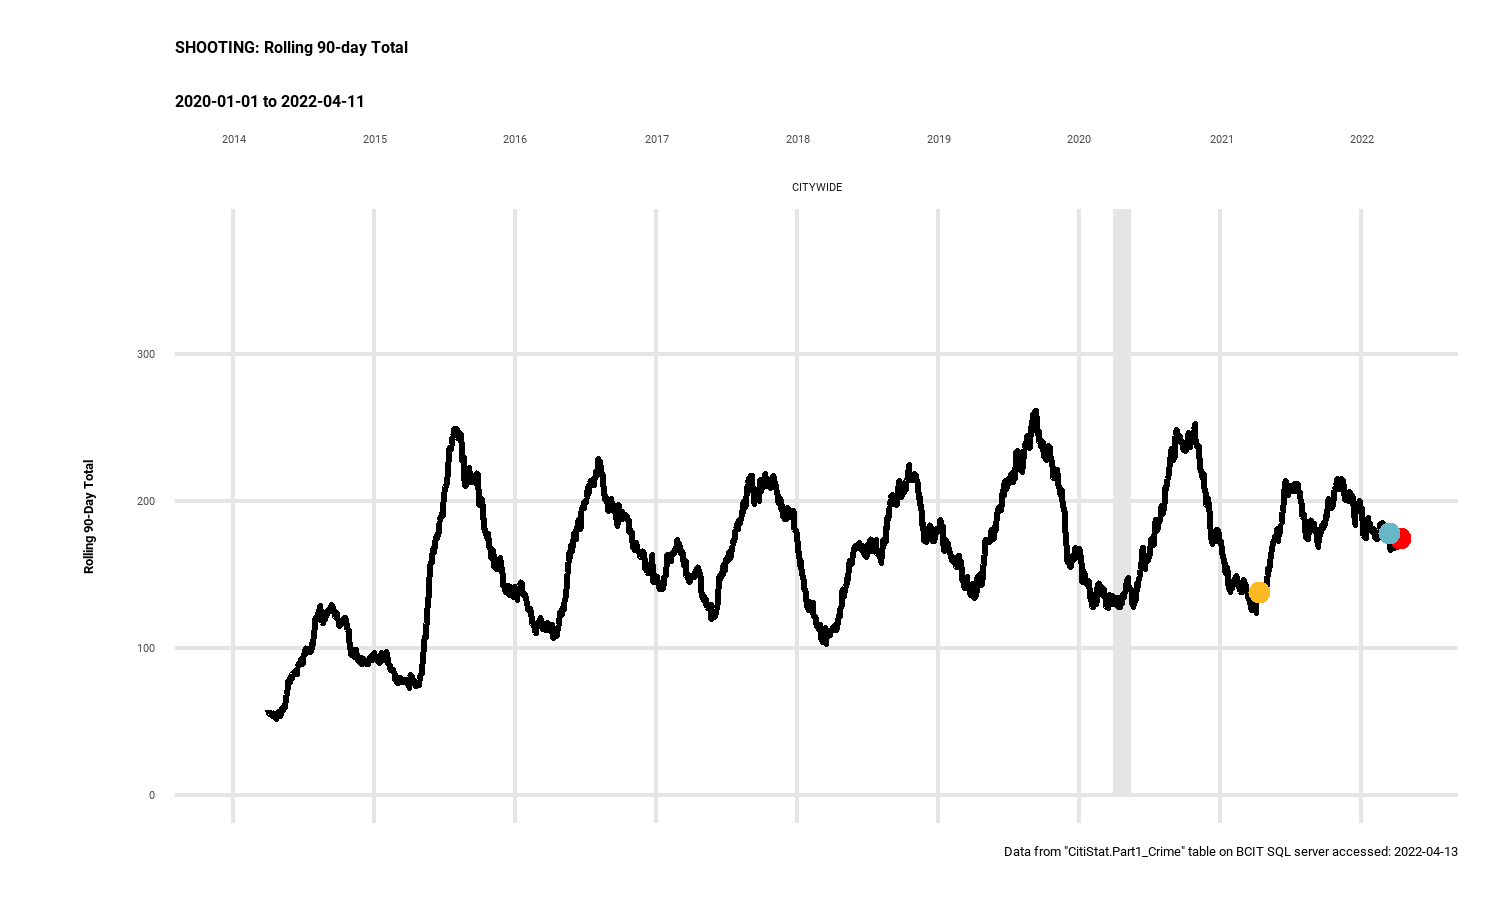 SHOOTING: Rolling 90-day Total
2020-01-01 to 2022-04-11
2014 2015 2016 2017 2018 2019 2020 2021 2022
CITYWIDE
300
200
100
0
Rolling 90-Day Total
Data from "CitiStat.Part1_Crime" table on BCIT SQL server accessed: 2022-04-13